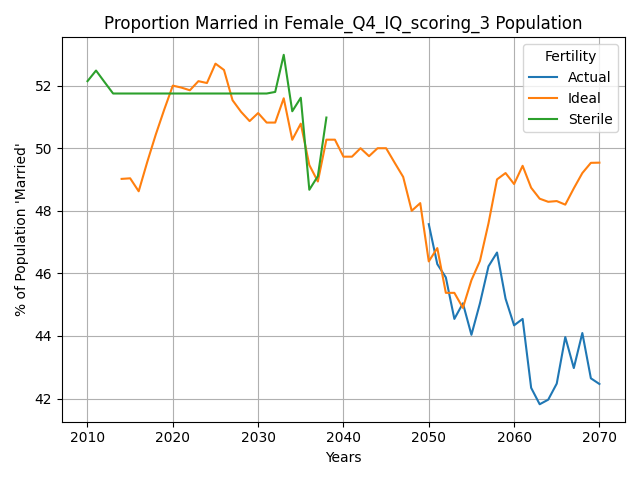 Proportion Married in Female_Q4_IQ_scoring_3 Population
% of Population 'Married'
52
50
48
46
44
42
Fertility
Actual
Ideal
Sterile
2010 2020 2030 2040 2050 2060 2070
Years